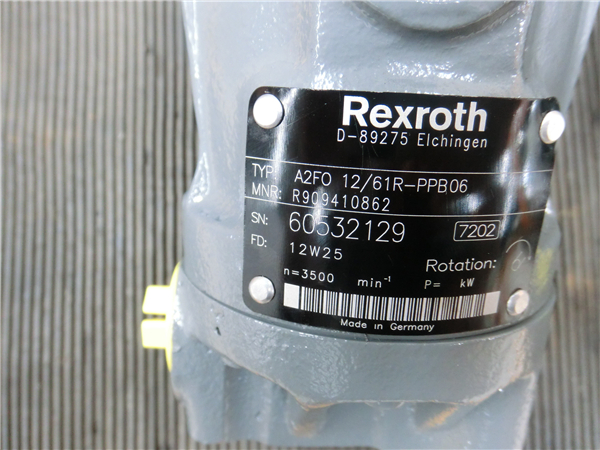 Rexroth
D-89275 Elchingen
TYP: A2FO 12/61R-PPB06
MNR: R909410862
SN: 60532129 7202
FD: 12W25
Rotation:
n=3500 min⁻¹ P= kW
Made in Germany